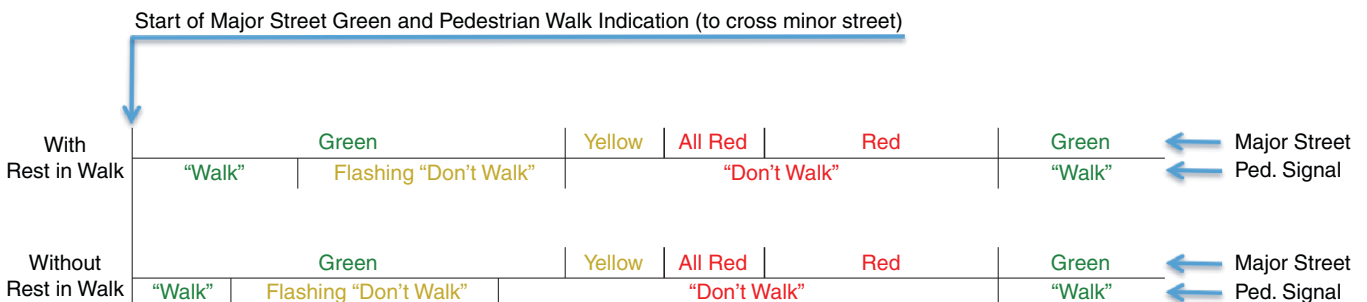 Start of Major Street Green and Pedestrian Walk Indication (to cross minor street)
With
Rest in Walk
Green Yellow All Red Red Green Major Street
“Walk” Flashing “Don’t Walk” “Don’t Walk” “Walk” Ped. Signal
Without
Rest in Walk
Green Yellow All Red Red Green Major Street
“Walk” Flashing “Don’t Walk” “Don’t Walk” “Walk” Ped. Signal